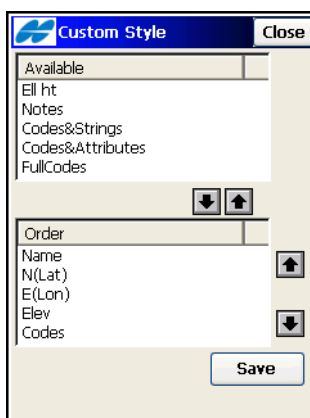 Custom Style
Close
Available
Ell ht
Notes
Codes&Strings
Codes&Attributes
FullCodes
Order
Name
N(Lat)
E(Lon)
Elev
Codes
Save